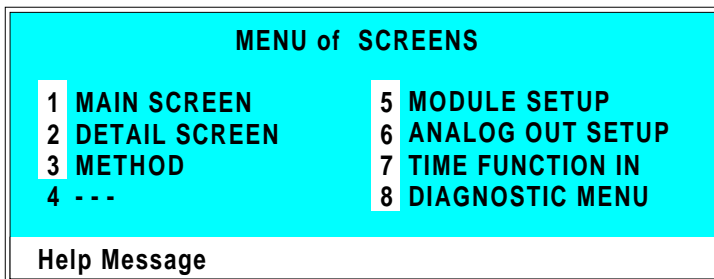 MENU of SCREENS
1 MAIN SCREEN
2 DETAIL SCREEN
3 METHOD
4 - - -
5 MODULE SETUP
6 ANALOG OUT SETUP
7 TIME FUNCTION IN
8 DIAGNOSTIC MENU
Help Message